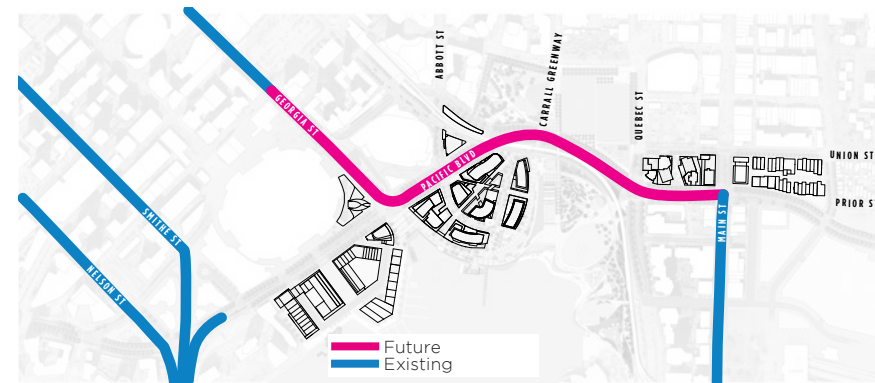 ABBOTT ST
CARRALL GREENWAY
QUEBEC ST
GEORGIA ST
PACIFIC BLVD
UNION ST
PRIOR S
SMITHE ST
MAIN ST
NELSON ST
Future
Existing